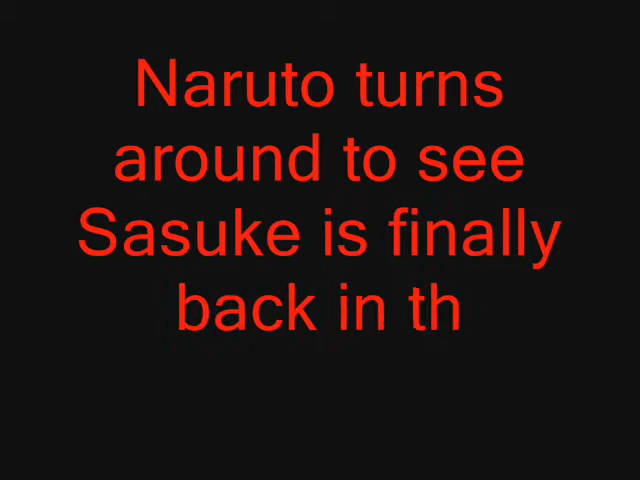 Naruto turns
around to see
Sasuke is finally
back in th